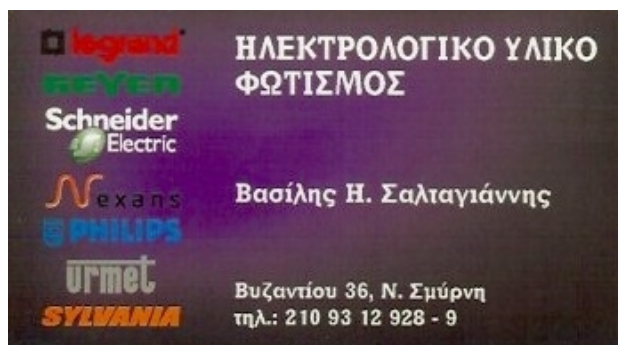 legrand
GEYER
Schneider
Electric
Nexans
PHILIPS
urmet
SYLVANIA
ΗΛΕΚΤΡΟΛΟΓΙΚΟ ΥΛΙΚΟ
ΦΩΤΙΣΜΟΣ
Βασίλης Η. Σαλταγιάννης
Βυζαντίου 36, Ν. Σμύρνη
τηλ.: 210 93 12 928 - 9